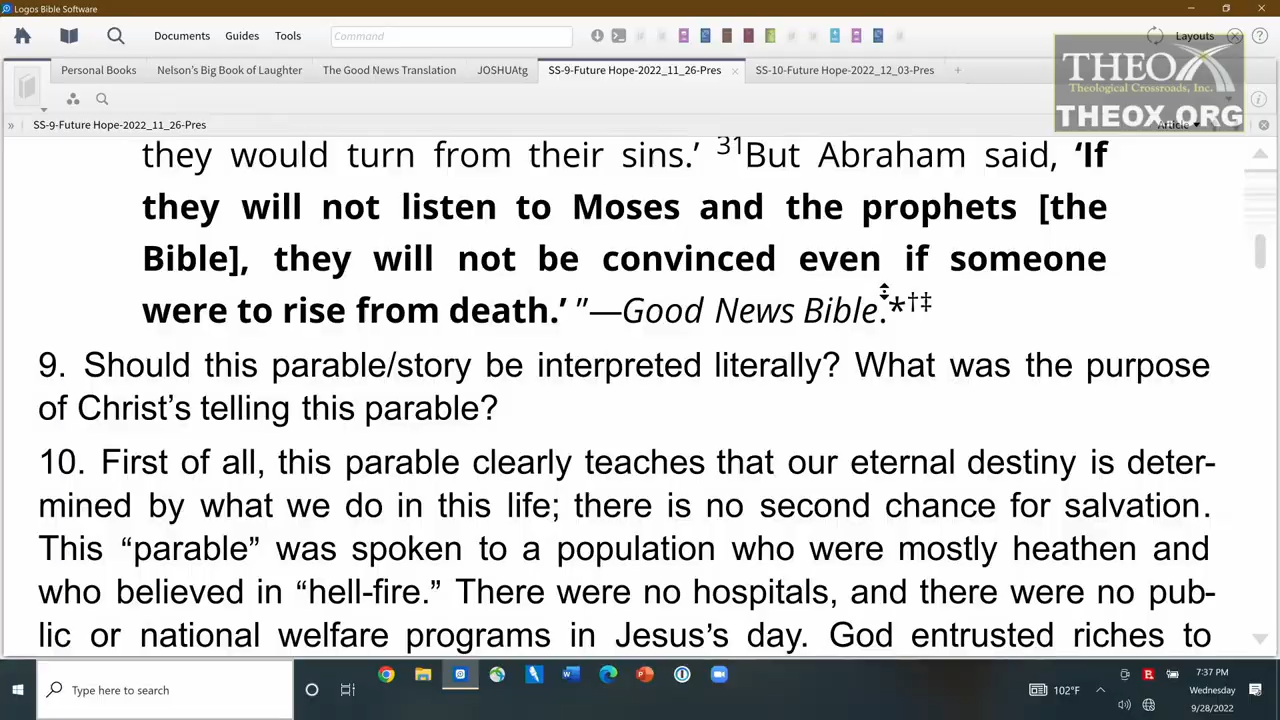 Logos Bible Software
Documents Guides Tools Command Layouts
THEOX
Theological Crossroads, Inc.
THEOX.ORG
Personal Books Nelson's Big Book of Laughter The Good News Translation JOSHUAtg SS-9-Future Hope-2022_11_26-Pres SS-10-Future Hope-2022_12_03-Pres
SS-9-Future Hope-2022_11_26-Pres Article
they would turn from their sins.’ 31But Abraham said, ‘If
they will not listen to Moses and the prophets [the
Bible], they will not be convinced even if someone
were to rise from death.’ ”—Good News Bible.*†‡
9. Should this parable/story be interpreted literally? What was the purpose
of Christ’s telling this parable?
10. First of all, this parable clearly teaches that our eternal destiny is deter-
mined by what we do in this life; there is no second chance for salvation.
This “parable” was spoken to a population who were mostly heathen and
who believed in “hell-fire.” There were no hospitals, and there were no pub-
lic or national welfare programs in Jesus’s day. God entrusted riches to
Type here to search
102°F
7:37 PM
Wednesday
9/28/2022